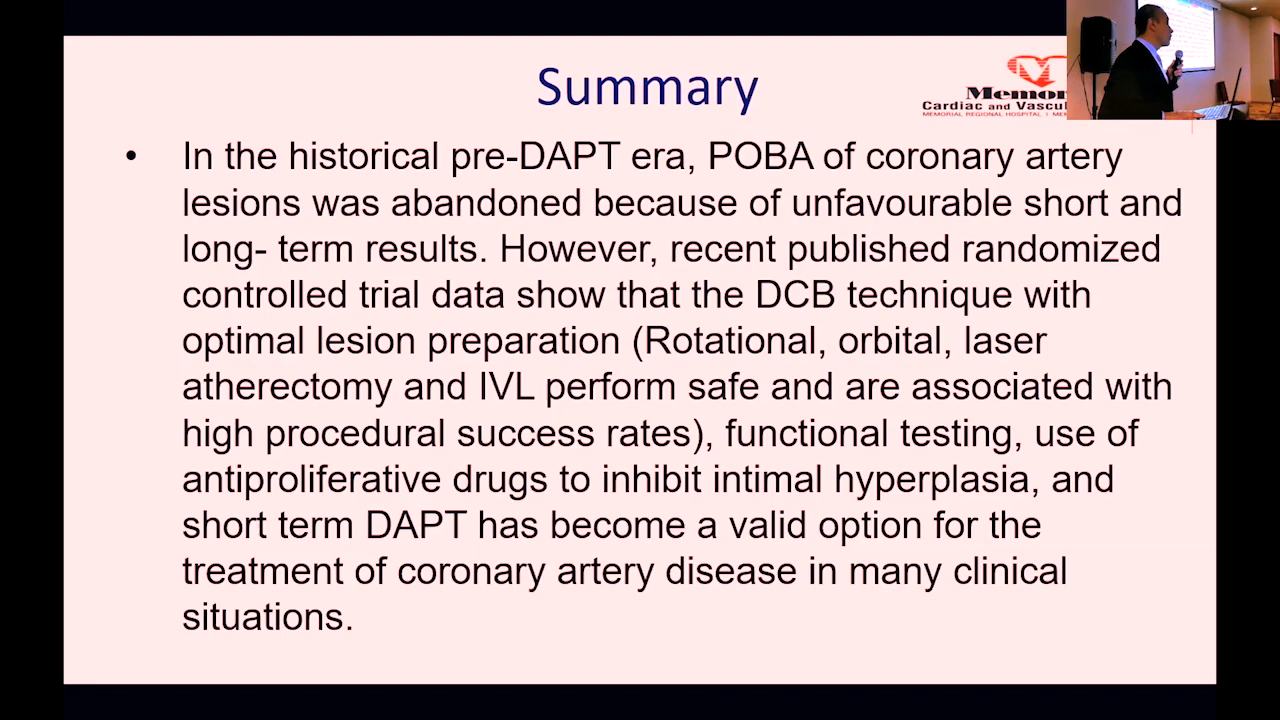 Summary
Cardiac and Vascul
MEMORIAL REGIONAL HOSPITAL
• In the historical pre-DAPT era, POBA of coronary artery
lesions was abandoned because of unfavourable short and
long- term results. However, recent published randomized
controlled trial data show that the DCB technique with
optimal lesion preparation (Rotational, orbital, laser
atherectomy and IVL perform safe and are associated with
high procedural success rates), functional testing, use of
antiproliferative drugs to inhibit intimal hyperplasia, and
short term DAPT has become a valid option for the
treatment of coronary artery disease in many clinical
situations.